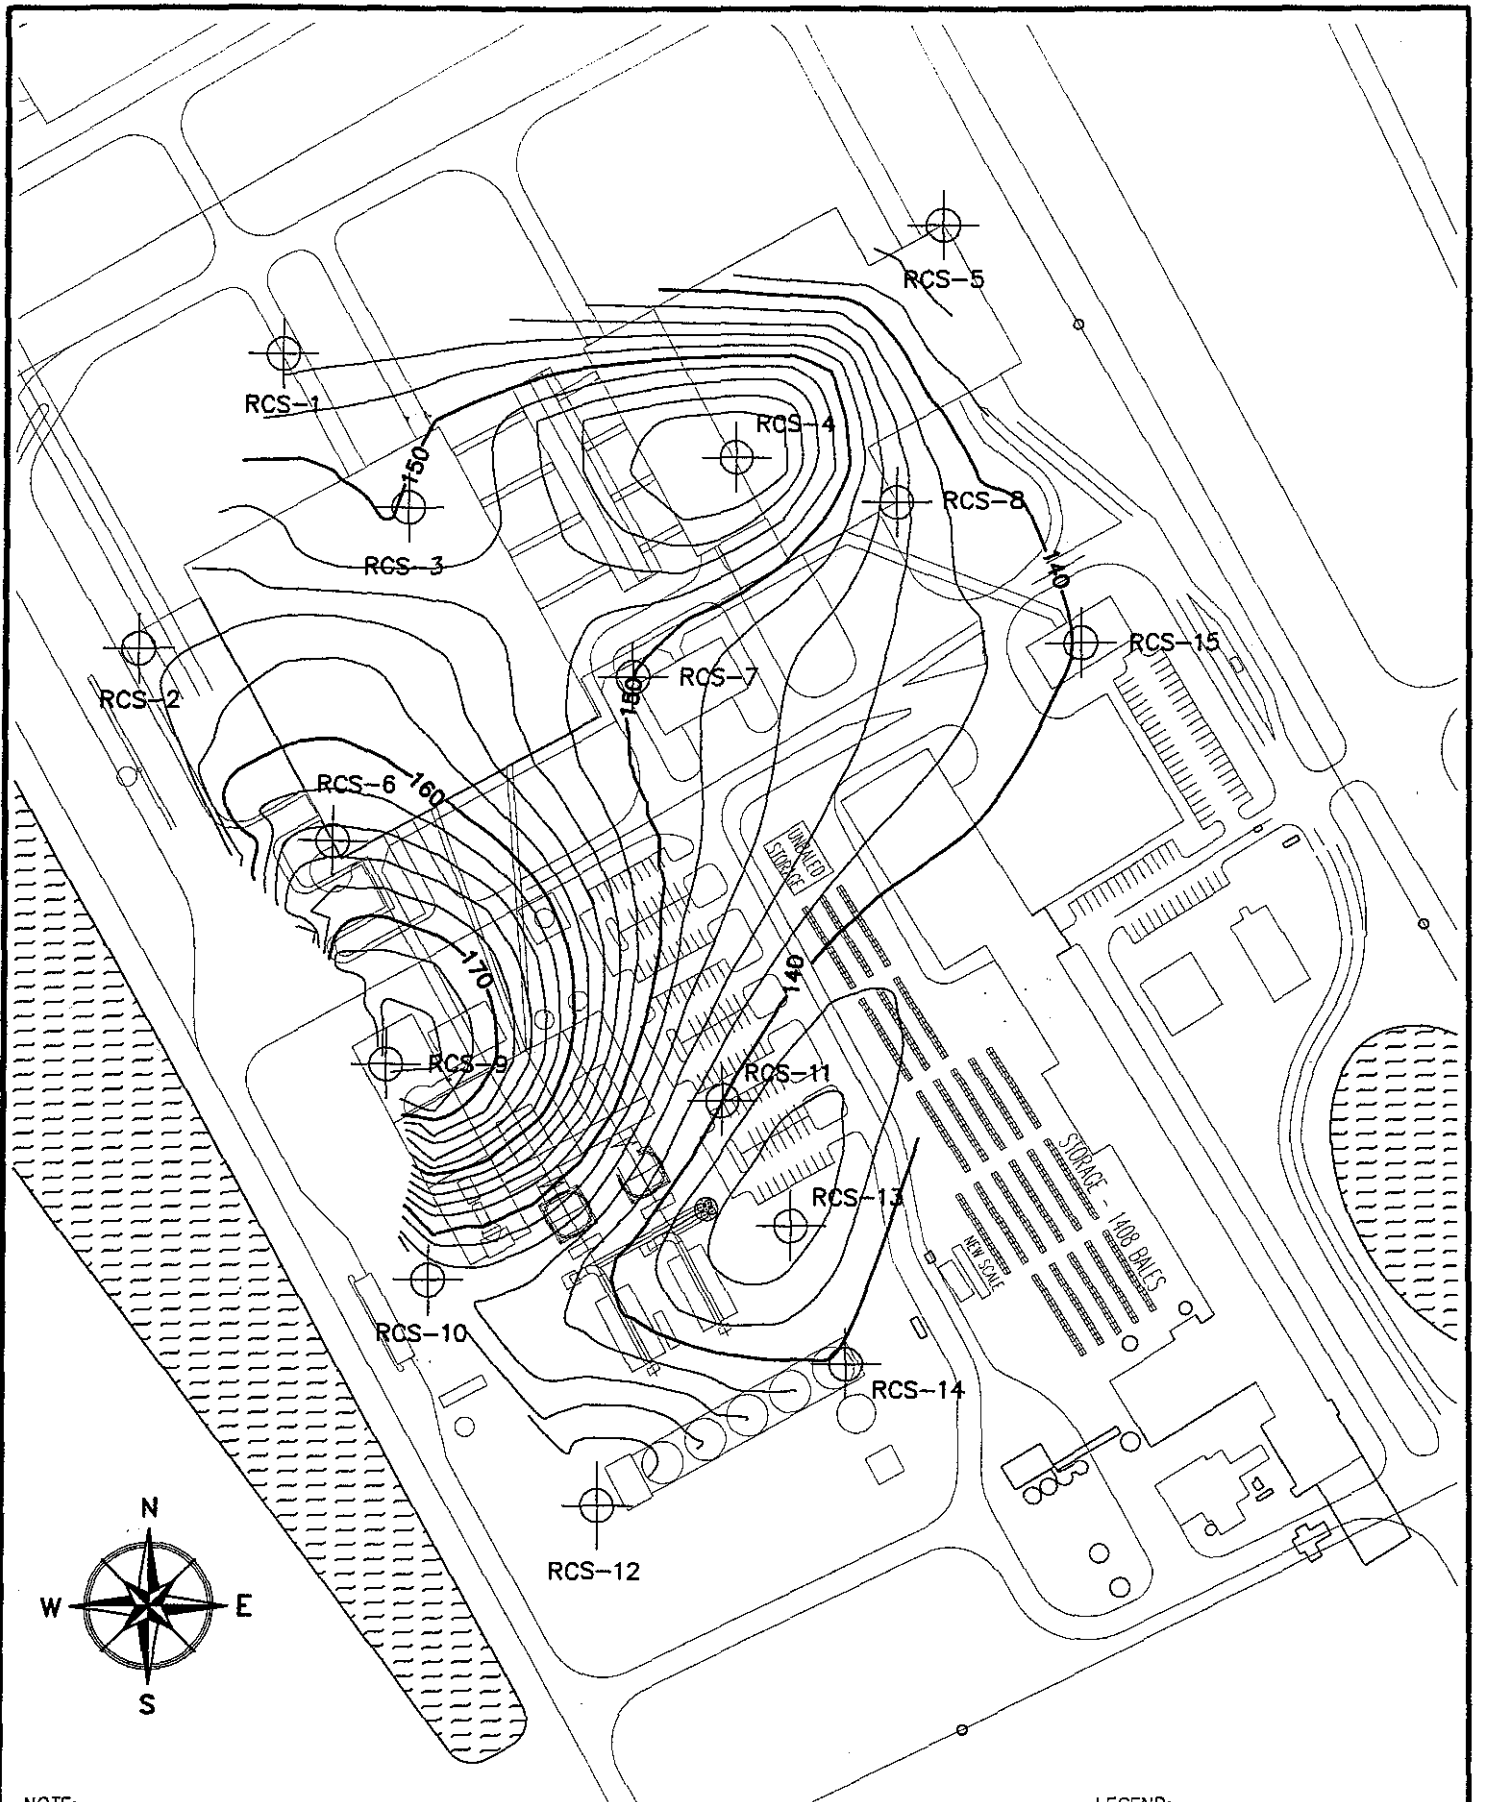 RCS-5
RCS-1
RCS-4
150
RCS-8
RCS-3
140
RCS-15
RCS-7
150
RCS-2
RCS-6
160
UNBALED
STORAGE
170
140
RCS-9
RCS-11
STORAGE - 1408 BALES
RCS-13
NEW SCALE
RCS-10
RCS-14
N
RCS-12
W
E
S
NOTE:
LEGEND: